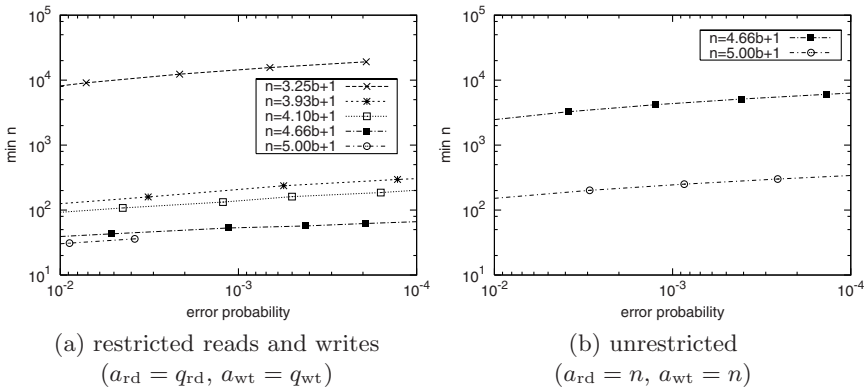 10^5
10^4
10^3
10^2
10^1
min n
n=3.25b+1
n=3.93b+1
n=4.10b+1
n=4.66b+1
n=5.00b+1
10^-2
10^-3
10^-4
error probability
(a) restricted reads and writes
(a_rd = q_rd, a_wt = q_wt)
10^5
10^4
10^3
10^2
10^1
min n
n=4.66b+1
n=5.00b+1
10^-2
10^-3
10^-4
error probability
(b) unrestricted
(a_rd = n, a_wt = n)